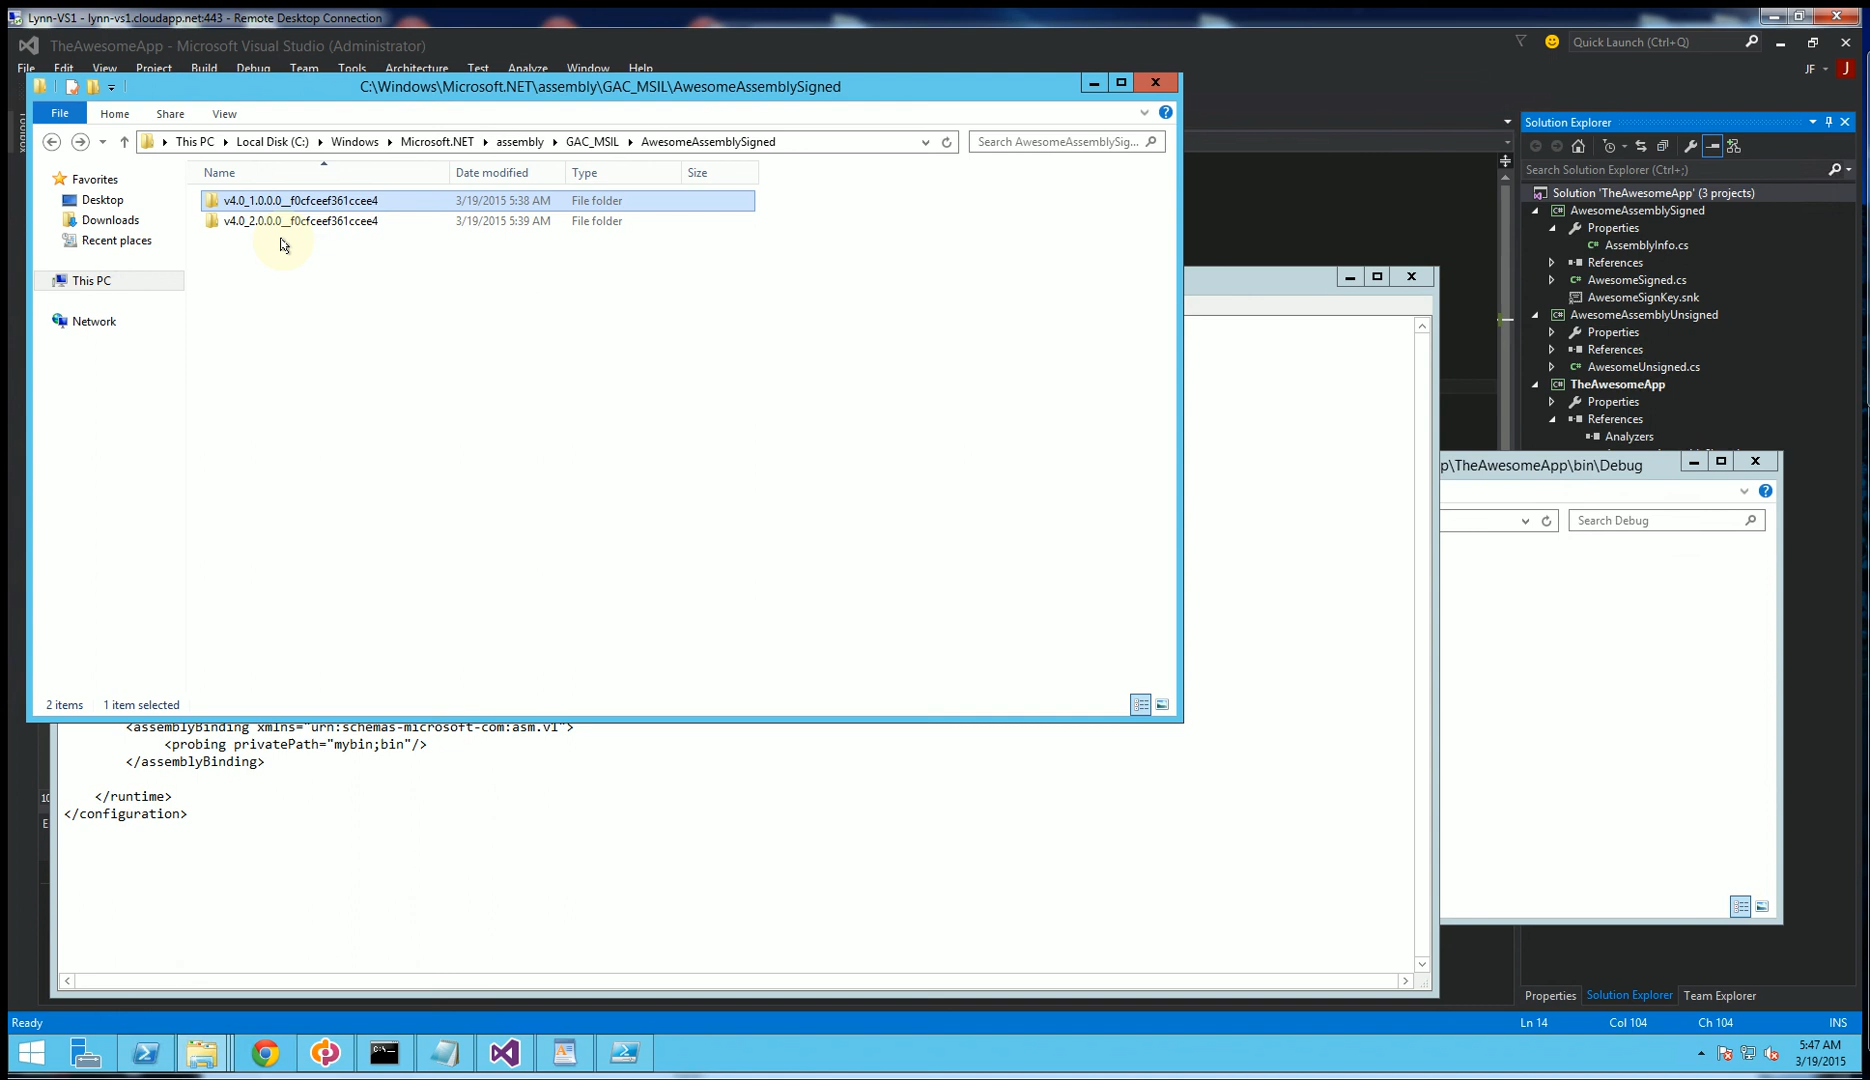 Lynn-VS1 - lynn-vs1.cloudapp.net:443 - Remote Desktop Connection
TheAwesomeApp - Microsoft Visual Studio (Administrator)
Quick Launch (Ctrl+Q)
File Edit View Project Build Debug Team Tools Architecture Test Analyze Window Help
JF J
C:\Windows\Microsoft.NET\assembly\GAC_MSIL\AwesomeAssemblySigned
File Home Share View
This PC Local Disk (C:) Windows Microsoft.NET assembly GAC_MSIL AwesomeAssemblySigned
Search AwesomeAssemblySig...
Name Date modified Type Size
v4.0_1.0.0.0__f0cfceef361ccee4 3/19/2015 5:38 AM File folder
v4.0_2.0.0.0__f0cfceef361ccee4 3/19/2015 5:39 AM File folder
Favorites
Desktop
Downloads
Recent places
This PC
Network
2 items 1 item selected
Solution Explorer
Search Solution Explorer (Ctrl+;)
Solution 'TheAwesomeApp' (3 projects)
AwesomeAssemblySigned
Properties
AssemblyInfo.cs
References
AwesomeSigned.cs
AwesomeSignKey.snk
AwesomeAssemblyUnsigned
Properties
References
AwesomeUnsigned.cs
TheAwesomeApp
Properties
References
Analyzers
p\TheAwesomeApp\bin\Debug
Search Debug
<assemblyBinding xmlns="urn:schemas-microsoft-com:asm.v1">
<probing privatePath="mybin;bin"/>
</assemblyBinding>
</runtime>
</configuration>
Properties Solution Explorer Team Explorer
Ready Ln 14 Col 104 Ch 104 INS
5:47 AM
3/19/2015